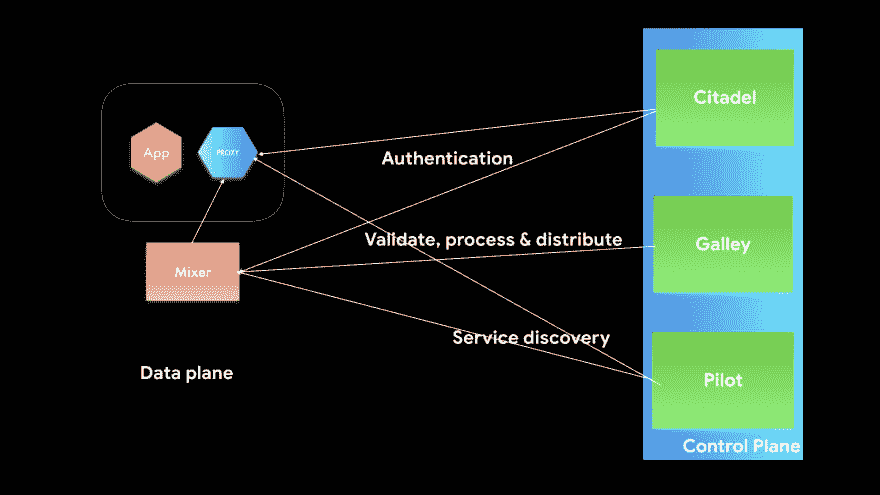 Citadel
App
PROXY
Authentication
Validate, process & distribute
Galley
Mixer
Service discovery
Data plane
Pilot
Control Plane